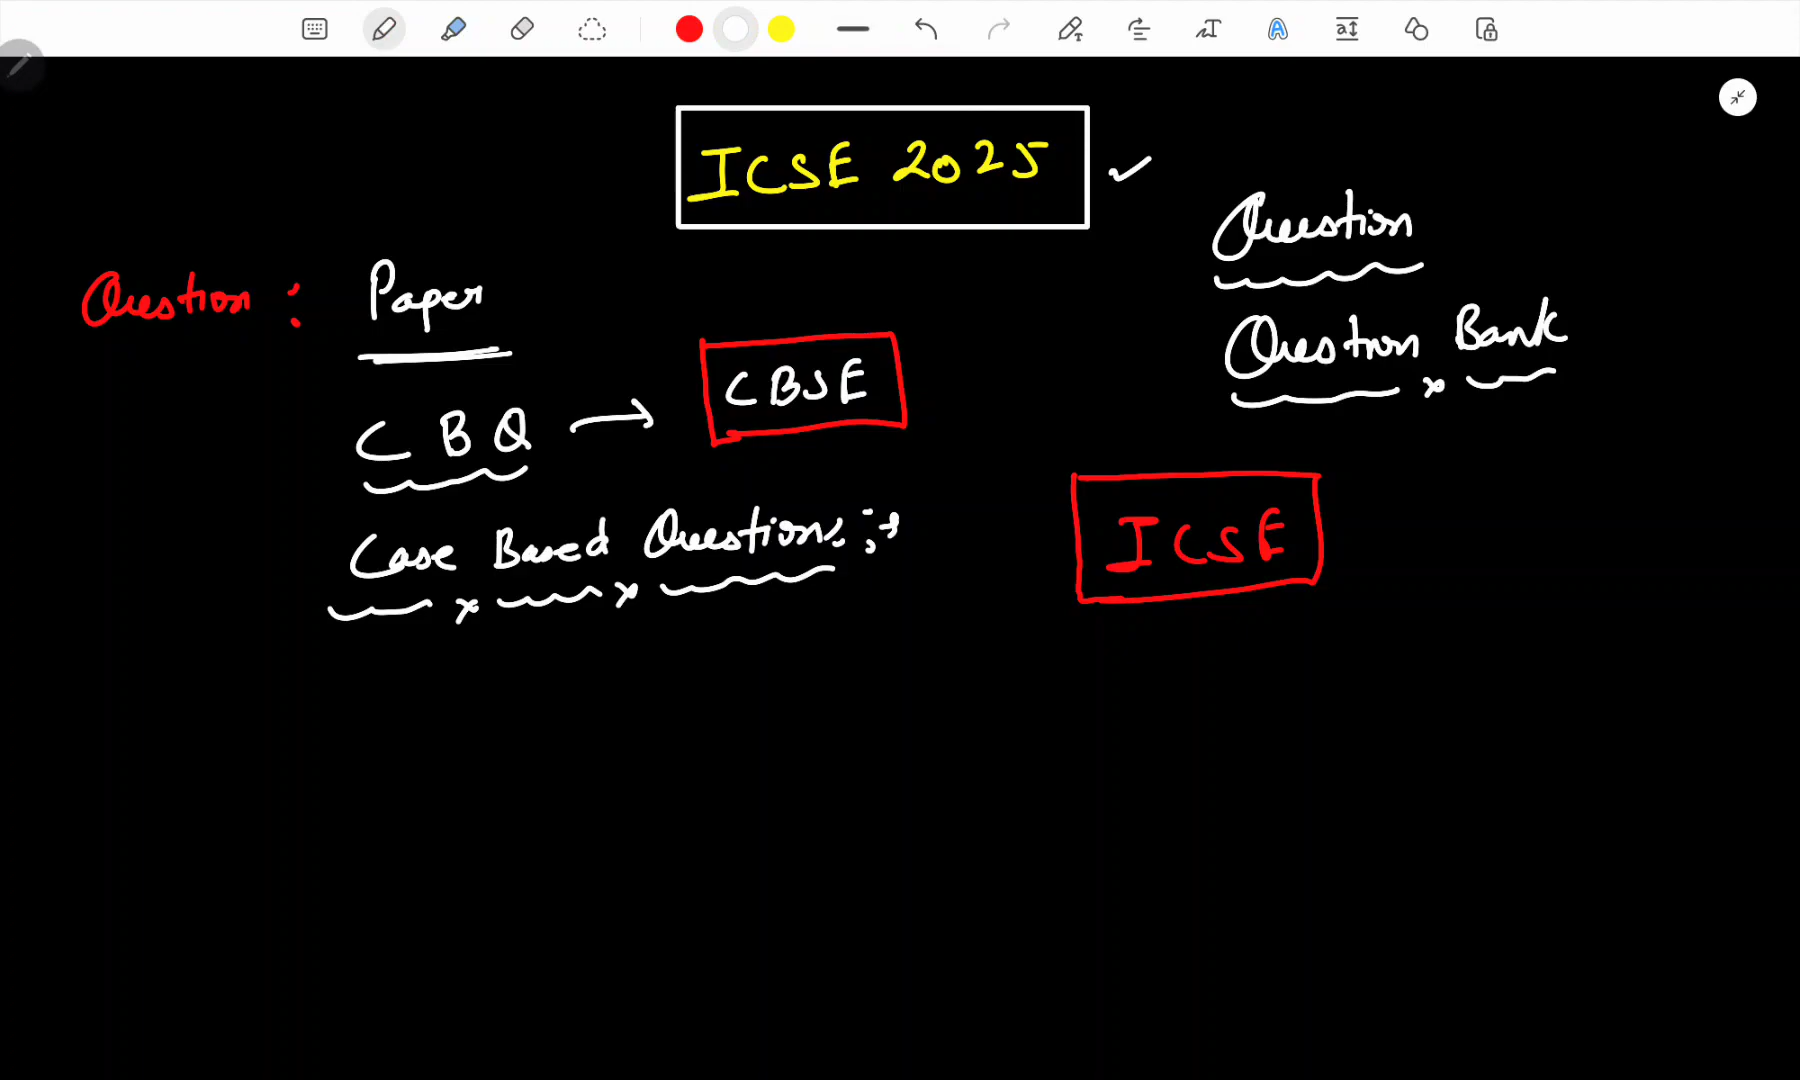 ICSE 2025
Question
Question : Paper
Question Bank
CBQ → CBSE
Case Based Questions :→
ICSE